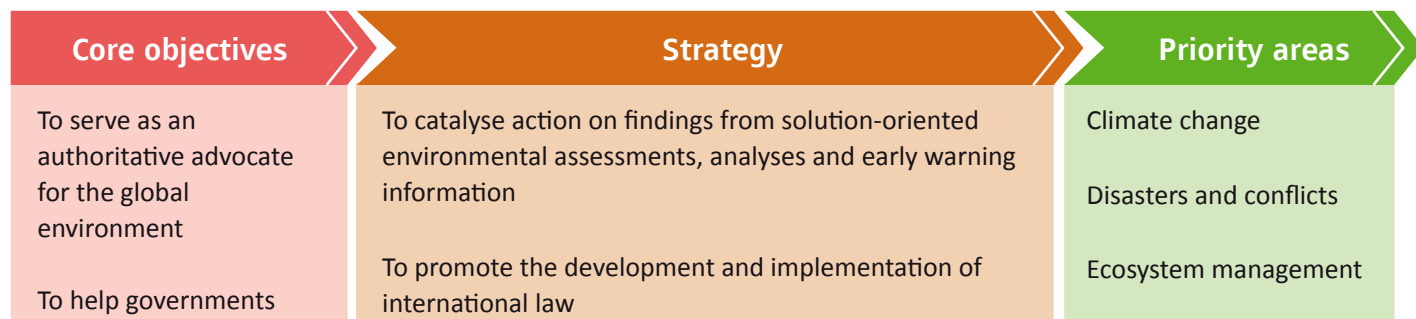 Core objectives
To serve as an
authoritative advocate
for the global
environment
To help governments
Strategy
To catalyse action on findings from solution-oriented
environmental assessments, analyses and early warning
information
To promote the development and implementation of
international law
Priority areas
Climate change
Disasters and conflicts
Ecosystem management